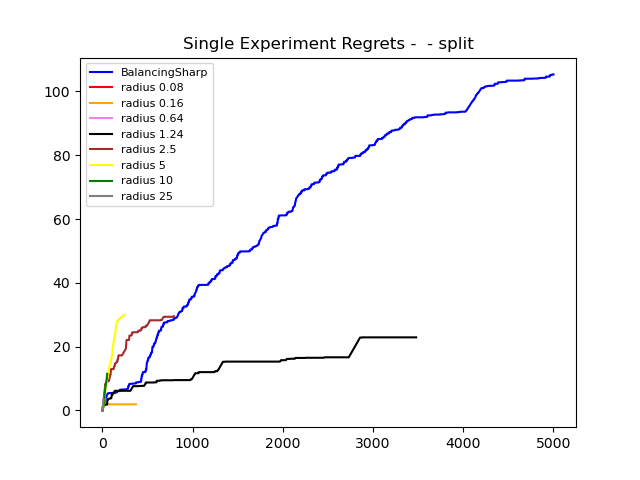 Single Experiment Regrets -  - split
BalancingSharp
radius 0.08
radius 0.16
radius 0.64
radius 1.24
radius 2.5
radius 5
radius 10
radius 25
100
80
60
40
20
0
0 1000 2000 3000 4000 5000